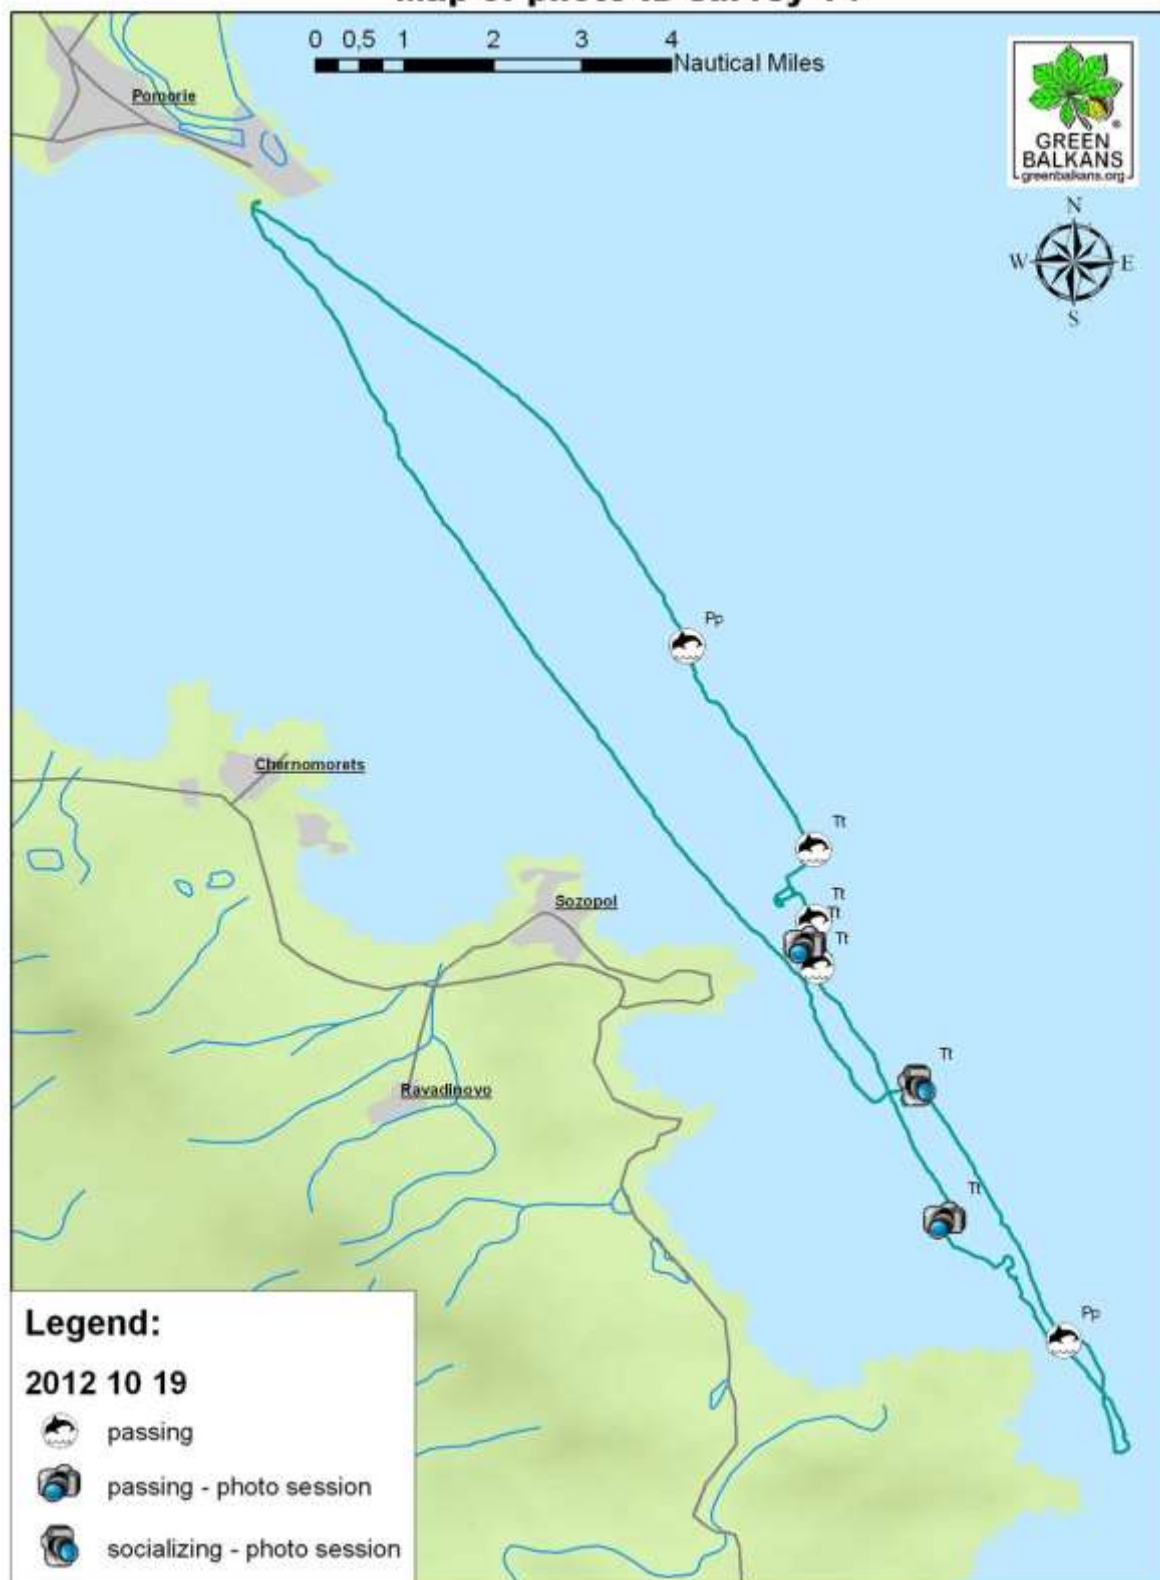 0 0,5 1 2 3 4
Nautical Miles
Pomorie
GREEN
BALKANS
®
greenbalkans.org
N
W E
S
Pp
Chernomorets
Tt
Tt
Sozopol
Tt
Tt
Tt
Ravadinovo
Tt
Pp
Legend:
2012 10 19
passing
passing - photo session
socializing - photo session